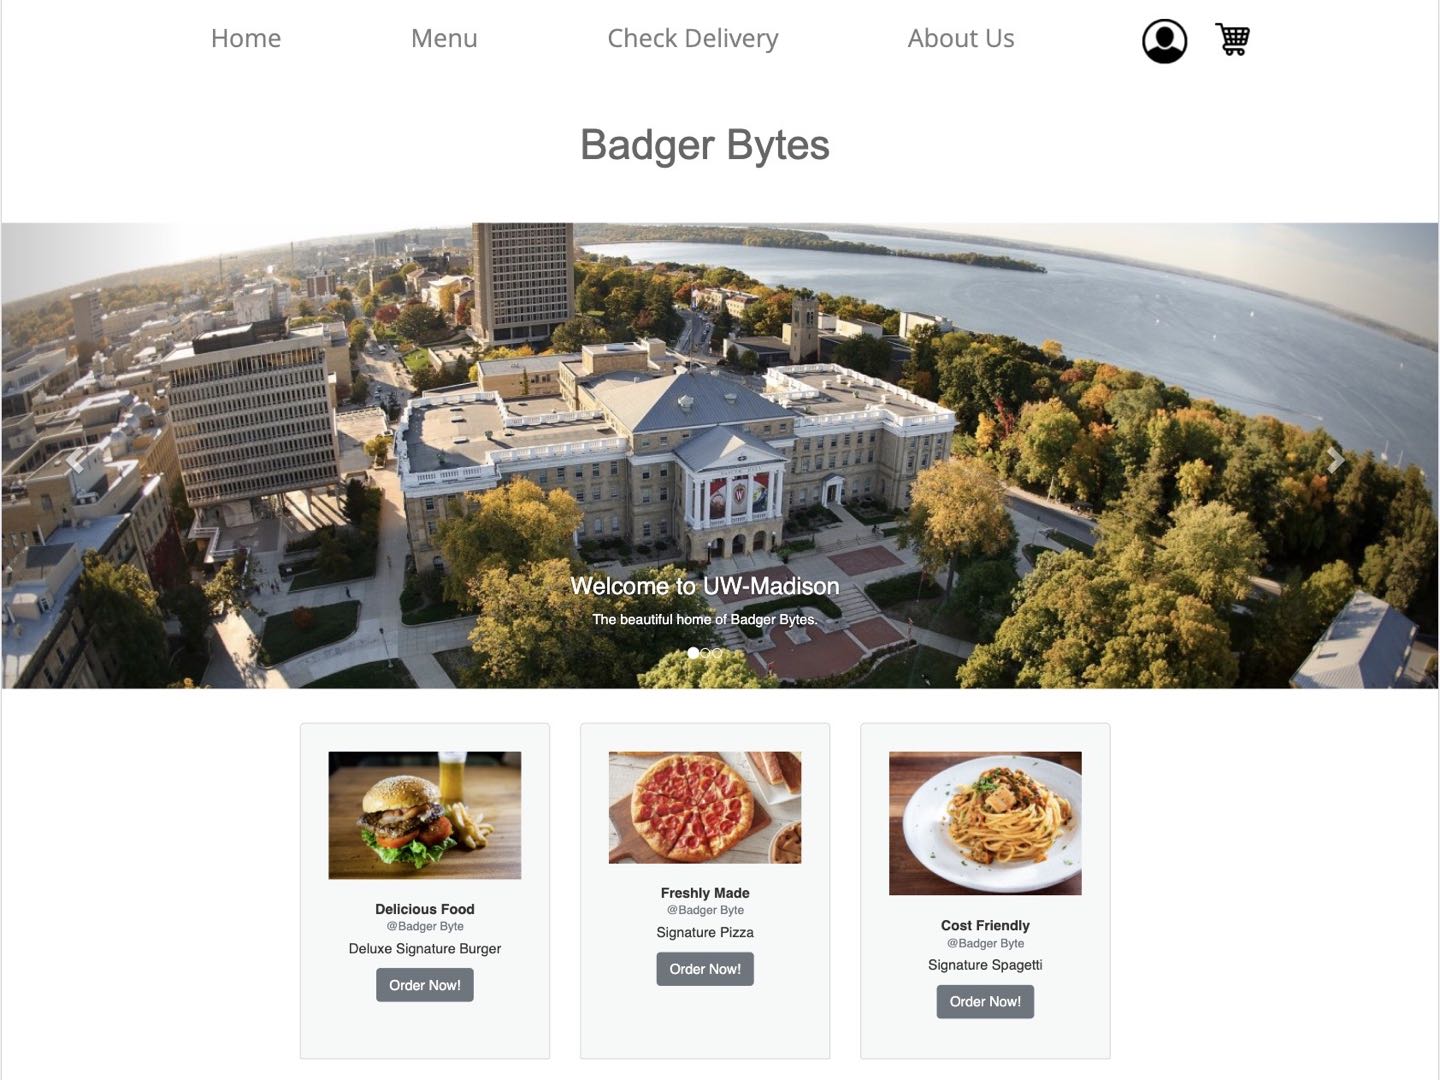 Home Menu Check Delivery About Us
Badger Bytes
W
Welcome to UW-Madison
The beautiful home of Badger Bytes.
Delicious Food
@Badger Byte
Deluxe Signature Burger
Order Now!
Freshly Made
@Badger Byte
Signature Pizza
Order Now!
Cost Friendly
@Badger Byte
Signature Spagetti
Order Now!